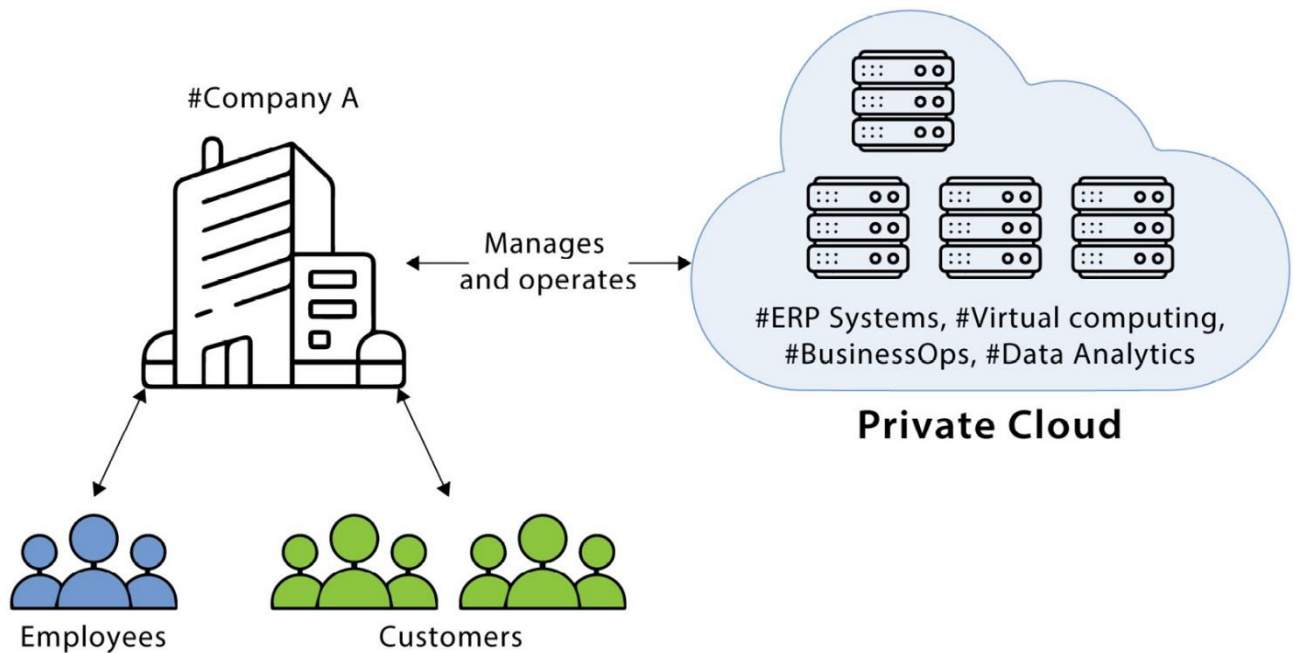 #Company A
Manages
and operates
#ERP Systems, #Virtual computing,
#BusinessOps, #Data Analytics
Private Cloud
Employees
Customers